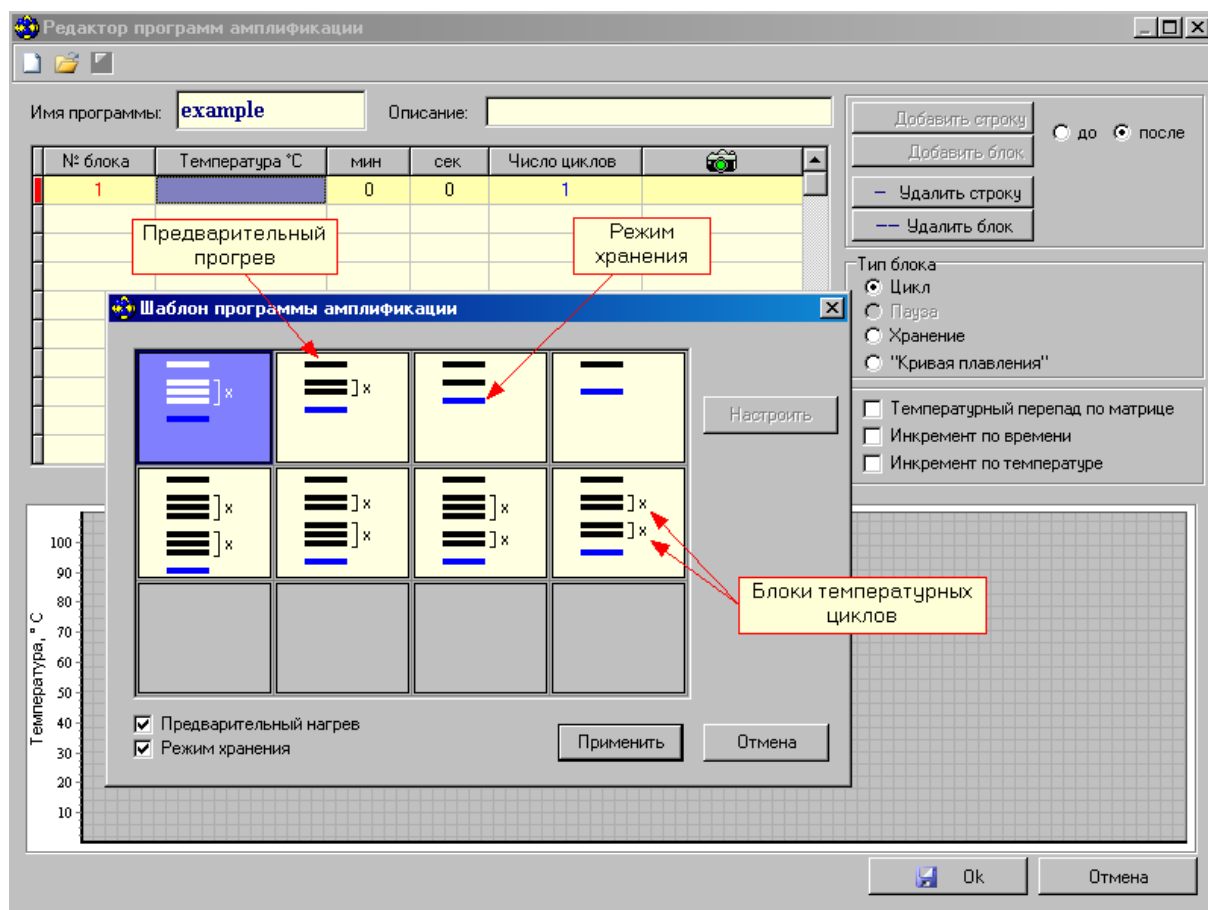 Редактор программ амплификации
Имя программы: example Описание:
Добавить строку
Добавить блок
до после
— Удалить строку
—— Удалить блок
№ блока Температура °С мин сек Число циклов
1 0 0 1
Предварительный
прогрев
Режим
хранения
Тип блока
Цикл
Пауза
Хранение
"Кривая плавления"
Температурный перепад по матрице
Инкремент по времени
Инкремент по температуре
Шаблон программы амплификации
x x
x x x x
x x x x
Настроить
Блоки температурных
циклов
Предварительный нагрев
Режим хранения
Применить Отмена
Температура, °С
100
90
80
70
60
50
40
30
20
10
Ok Отмена